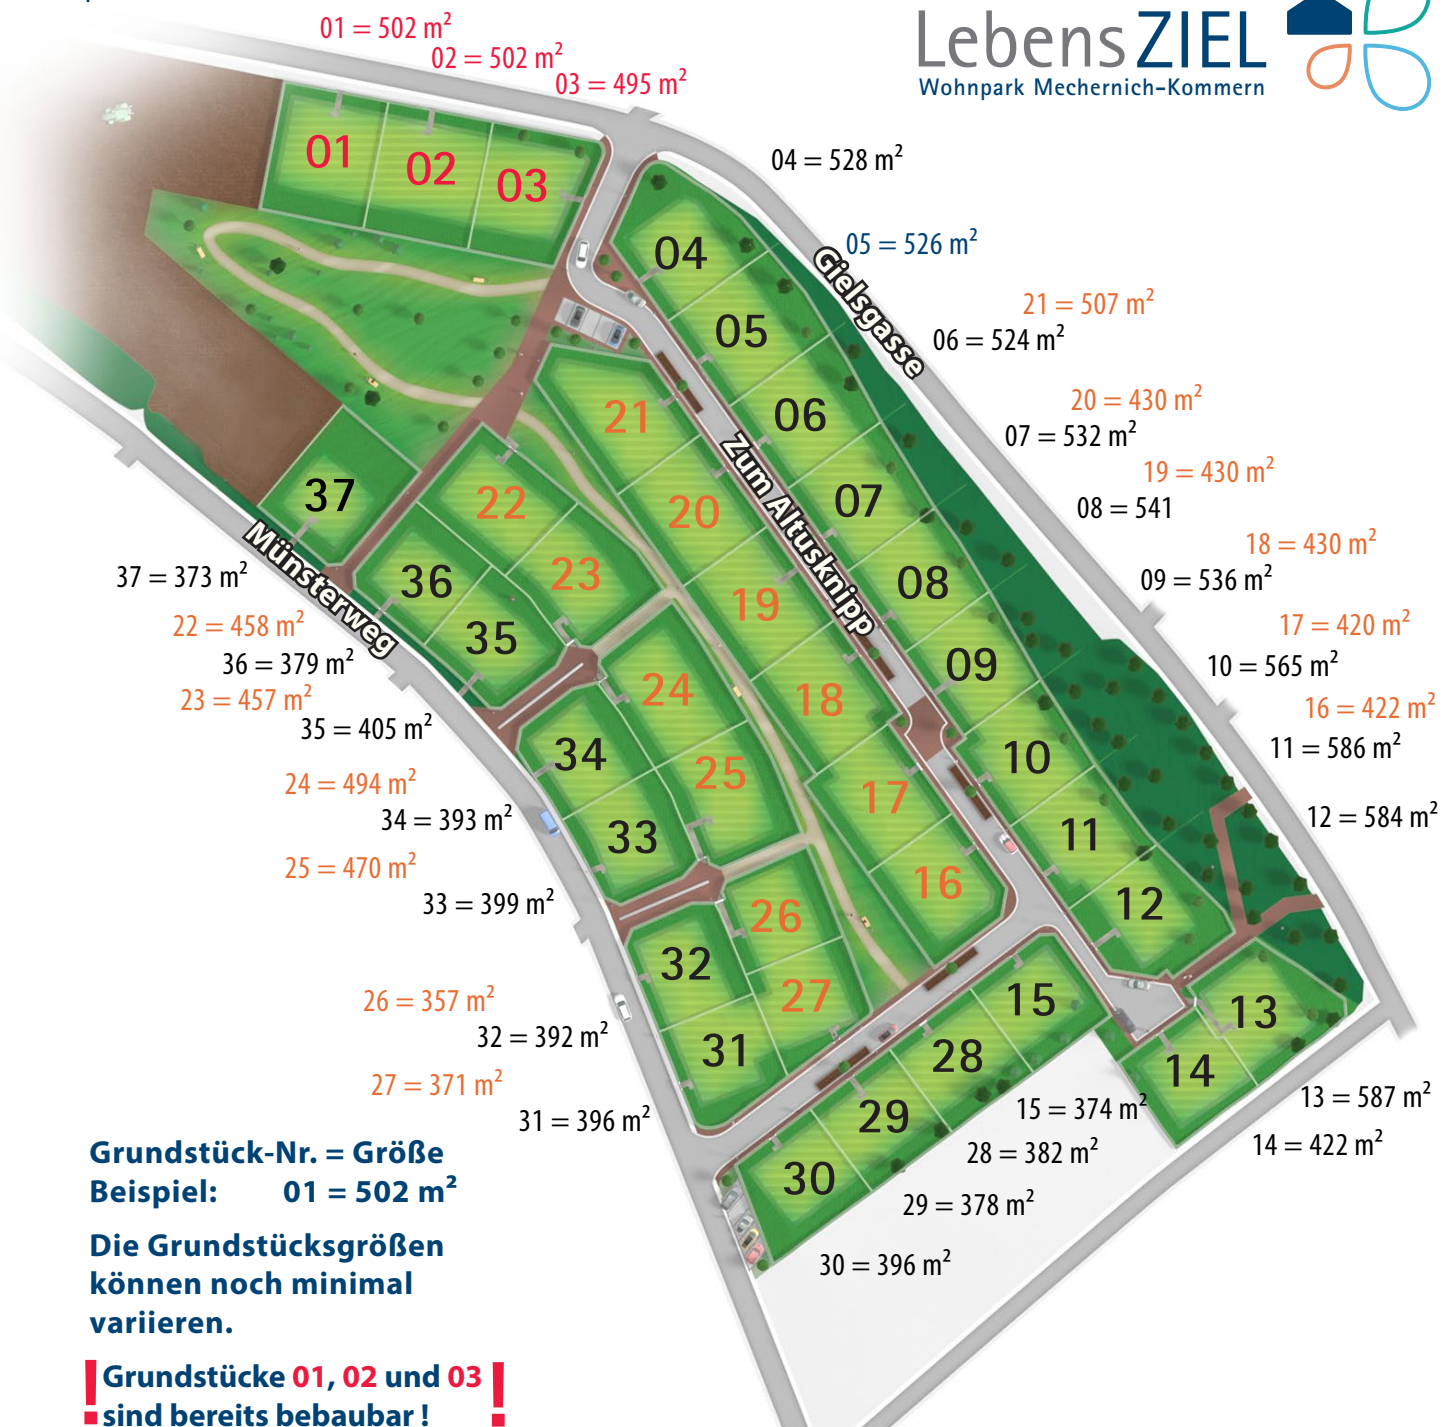 LebensZIEL
Wohnpark Mechernich-Kommern
01 = 502 m²
02 = 502 m²
03 = 495 m²
04 = 528 m²
05 = 526 m²
21 = 507 m²
06 = 524 m²
20 = 430 m²
07 = 532 m²
19 = 430 m²
08 = 541
18 = 430 m²
09 = 536 m²
17 = 420 m²
10 = 565 m²
16 = 422 m²
11 = 586 m²
12 = 584 m²
13 = 587 m²
14 = 422 m²
15 = 374 m²
28 = 382 m²
29 = 378 m²
30 = 396 m²
37 = 373 m²
22 = 458 m²
36 = 379 m²
23 = 457 m²
35 = 405 m²
24 = 494 m²
34 = 393 m²
25 = 470 m²
33 = 399 m²
26 = 357 m²
32 = 392 m²
27 = 371 m²
31 = 396 m²
01
02
03
04
05
06
07
08
09
10
11
12
13
14
15
16
17
18
19
20
21
22
23
24
25
26
27
28
29
30
31
32
33
34
35
36
37
Gielsgasse
Zum Altusknipp
Münsterweg
Grundstück-Nr. = Größe
Beispiel: 01 = 502 m²
Die Grundstücksgrößen
können noch minimal
variieren.
! Grundstücke 01, 02 und 03 !
sind bereits bebaubar !